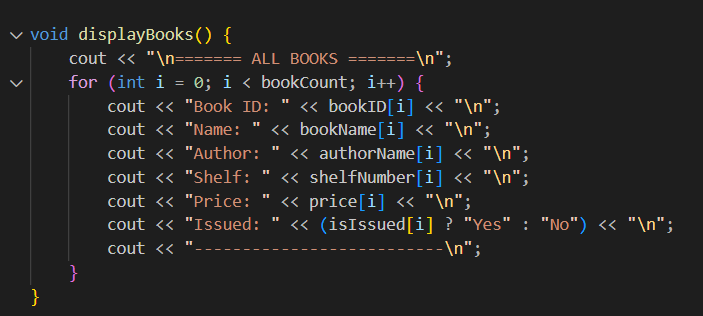 void displayBooks() {
    cout << "\n======= ALL BOOKS =======\n";
    for (int i = 0; i < bookCount; i++) {
        cout << "Book ID: " << bookID[i] << "\n";
        cout << "Name: " << bookName[i] << "\n";
        cout << "Author: " << authorName[i] << "\n";
        cout << "Shelf: " << shelfNumber[i] << "\n";
        cout << "Price: " << price[i] << "\n";
        cout << "Issued: " << (isIssued[i] ? "Yes" : "No") << "\n";
        cout << "--------------------------\n";
    }
}